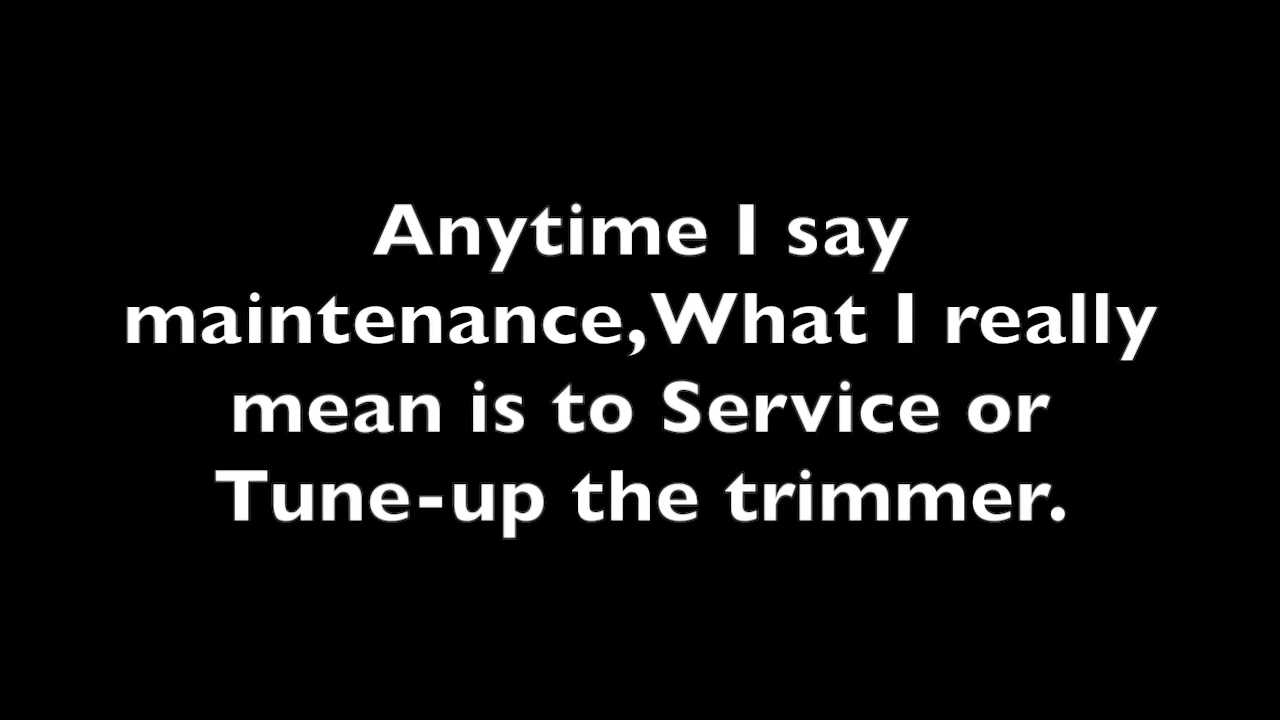 Anytime I say
maintenance,What I really
mean is to Service or
Tune-up the trimmer.